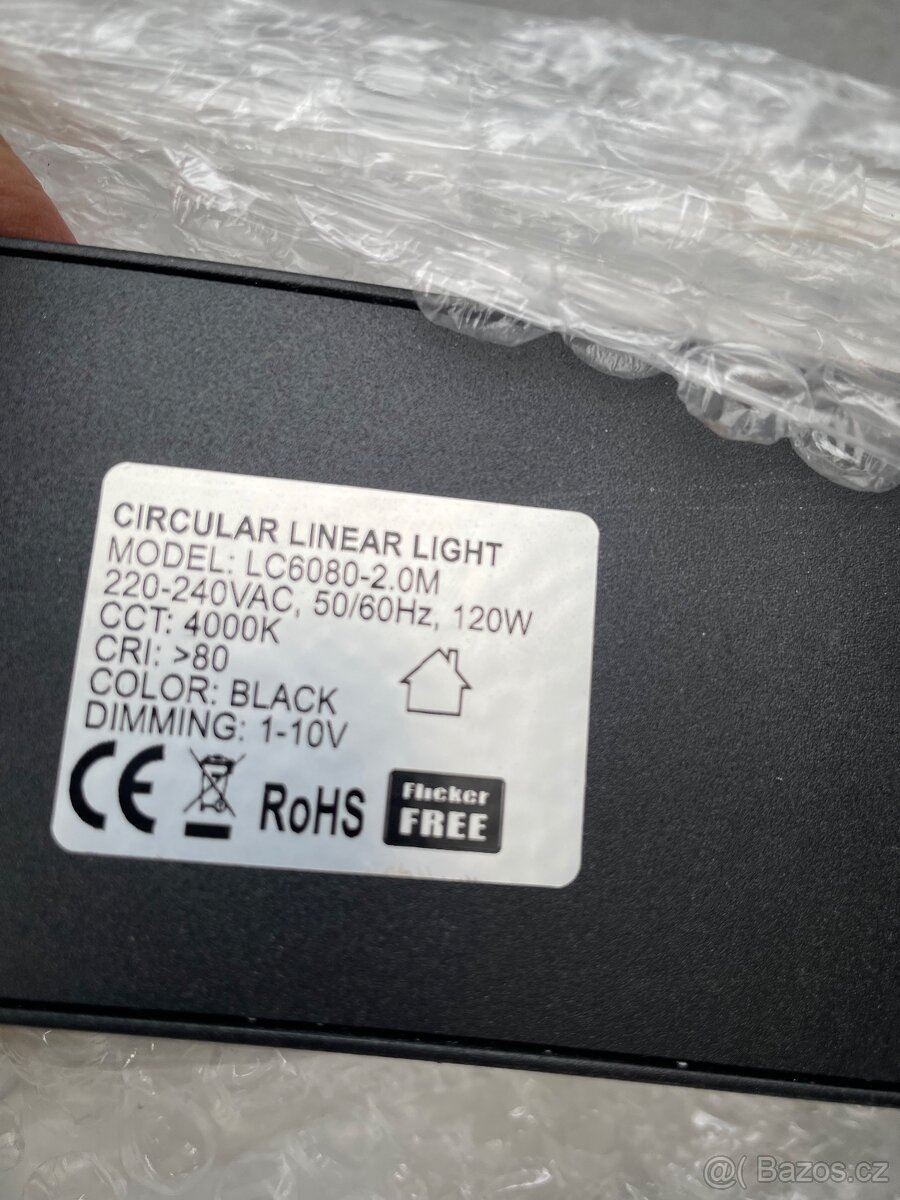 CIRCULAR LINEAR LIGHT
MODEL: LC6080-2.0M
220-240VAC, 50/60Hz, 120W
CCT: 4000K
CRI: >80
COLOR: BLACK
DIMMING: 1-10V
CE RoHS Flicker
FREE
@( Bazos.cz